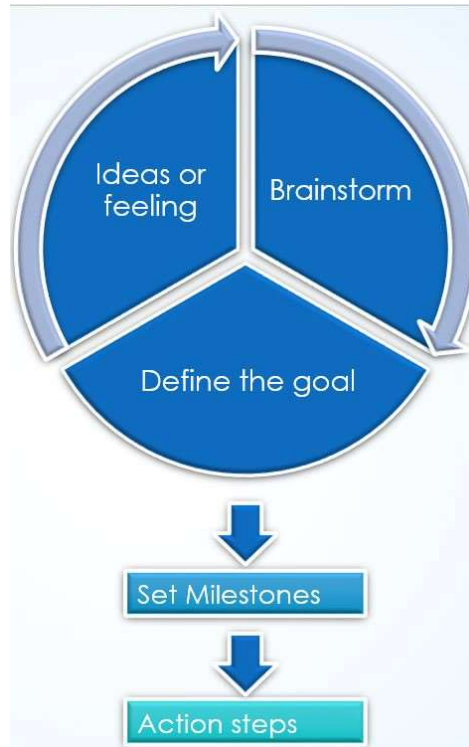 Ideas or
feeling
Brainstorm
Define the goal
Set Milestones
Action steps